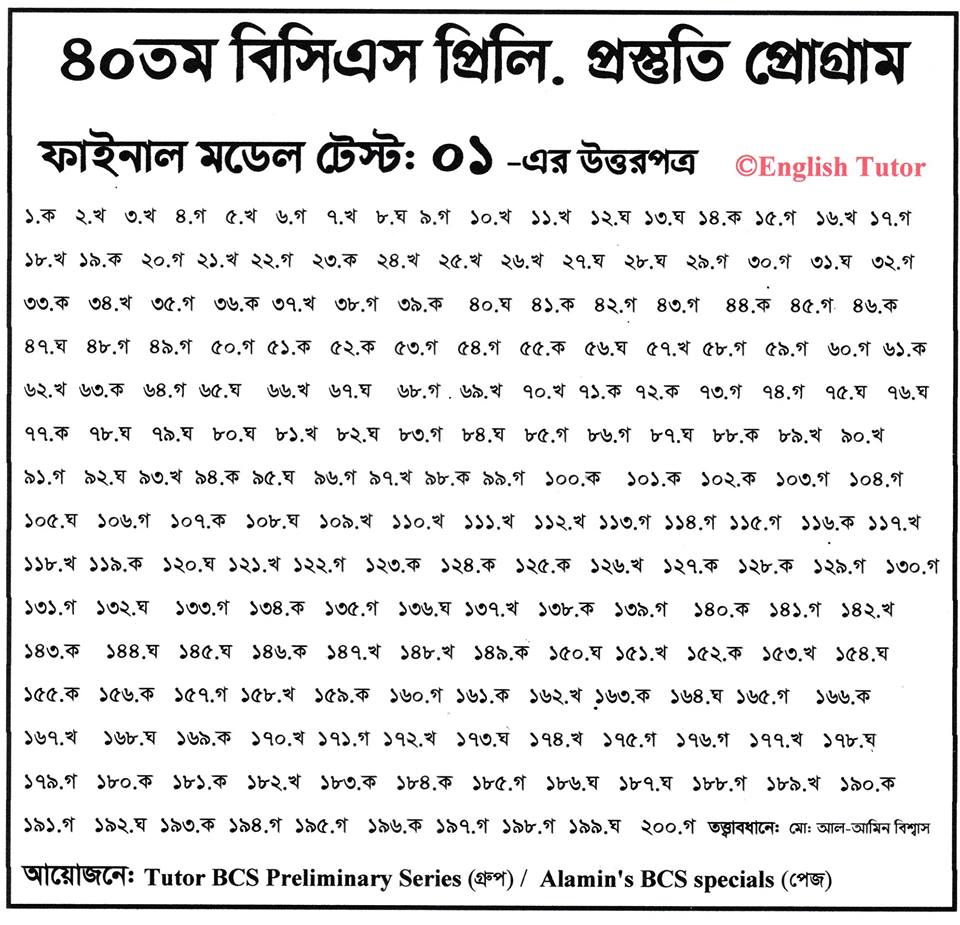 ৪০তম বিসিএস প্রিলি. প্রস্তুতি প্রোগ্রাম
ফাইনাল মডেল টেস্ট: ০১ -এর উত্তরপত্র ©English Tutor
১.ক ২.খ ৩.খ ৪.গ ৫.খ ৬.গ ৭.খ ৮.ঘ ৯.গ ১০.খ ১১.খ ১২.ঘ ১৩.ঘ ১৪.ক ১৫.গ ১৬.খ ১৭.গ
১৮.খ ১৯.ক ২০.গ ২১.খ ২২.গ ২৩.ক ২৪.খ ২৫.খ ২৬.খ ২৭.ঘ ২৮.ঘ ২৯.গ ৩০.গ ৩১.ঘ ৩২.গ
৩৩.ক ৩৪.খ ৩৫.গ ৩৬.ক ৩৭.খ ৩৮.গ ৩৯.ক ৪০.ঘ ৪১.ক ৪২.গ ৪৩.গ ৪৪.ক ৪৫.গ ৪৬.ক
৪৭.ঘ ৪৮.গ ৪৯.গ ৫০.গ ৫১.ক ৫২.ক ৫৩.গ ৫৪.গ ৫৫.ক ৫৬.ঘ ৫৭.খ ৫৮.গ ৫৯.গ ৬০.গ ৬১.ক
৬২.খ ৬৩.ক ৬৪.গ ৬৫.ঘ ৬৬.খ ৬৭.ঘ ৬৮.গ ৬৯.খ ৭০.খ ৭১.ক ৭২.ক ৭৩.গ ৭৪.গ ৭৫.ঘ ৭৬.ঘ
৭৭.ক ৭৮.ঘ ৭৯.ঘ ৮০.ঘ ৮১.খ ৮২.ঘ ৮৩.গ ৮৪.ঘ ৮৫.গ ৮৬.গ ৮৭.ঘ ৮৮.ক ৮৯.খ ৯০.খ
৯১.গ ৯২.ঘ ৯৩.খ ৯৪.ক ৯৫.ঘ ৯৬.গ ৯৭.খ ৯৮.ক ৯৯.গ ১০০.ক ১০১.ক ১০২.ক ১০৩.গ ১০৪.গ
১০৫.ঘ ১০৬.গ ১০৭.ক ১০৮.ঘ ১০৯.খ ১১০.খ ১১১.খ ১১২.খ ১১৩.গ ১১৪.গ ১১৫.গ ১১৬.ক ১১৭.খ
১১৮.খ ১১৯.ক ১২০.ঘ ১২১.খ ১২২.গ ১২৩.ক ১২৪.ক ১২৫.ক ১২৬.খ ১২৭.ক ১২৮.ক ১২৯.গ ১৩০.গ
১৩১.গ ১৩২.ঘ ১৩৩.গ ১৩৪.ক ১৩৫.গ ১৩৬.ঘ ১৩৭.খ ১৩৮.ক ১৩৯.গ ১৪০.ক ১৪১.গ ১৪২.খ
১৪৩.ক ১৪৪.ঘ ১৪৫.ঘ ১৪৬.ক ১৪৭.খ ১৪৮.খ ১৪৯.ক ১৫০.ঘ ১৫১.খ ১৫২.ক ১৫৩.খ ১৫৪.ঘ
১৫৫.ক ১৫৬.ক ১৫৭.গ ১৫৮.খ ১৫৯.ক ১৬০.গ ১৬১.ক ১৬২.খ ১৬৩.ক ১৬৪.ঘ ১৬৫.গ ১৬৬.ক
১৬৭.খ ১৬৮.ঘ ১৬৯.ক ১৭০.খ ১৭১.গ ১৭২.খ ১৭৩.ঘ ১৭৪.খ ১৭৫.গ ১৭৬.গ ১৭৭.খ ১৭৮.ঘ
১৭৯.গ ১৮০.ক ১৮১.ক ১৮২.খ ১৮৩.ক ১৮৪.ক ১৮৫.গ ১৮৬.ঘ ১৮৭.ঘ ১৮৮.গ ১৮৯.খ ১৯০.ক
১৯১.গ ১৯২.ঘ ১৯৩.ক ১৯৪.গ ১৯৫.গ ১৯৬.ক ১৯৭.গ ১৯৮.গ ১৯৯.ঘ ২০০.গ তত্ত্বাবধানে: মো: আল-আমিন বিশ্বাস
আয়োজনে: Tutor BCS Preliminary Series (গ্রুপ) / Alamin's BCS specials (পেজ)